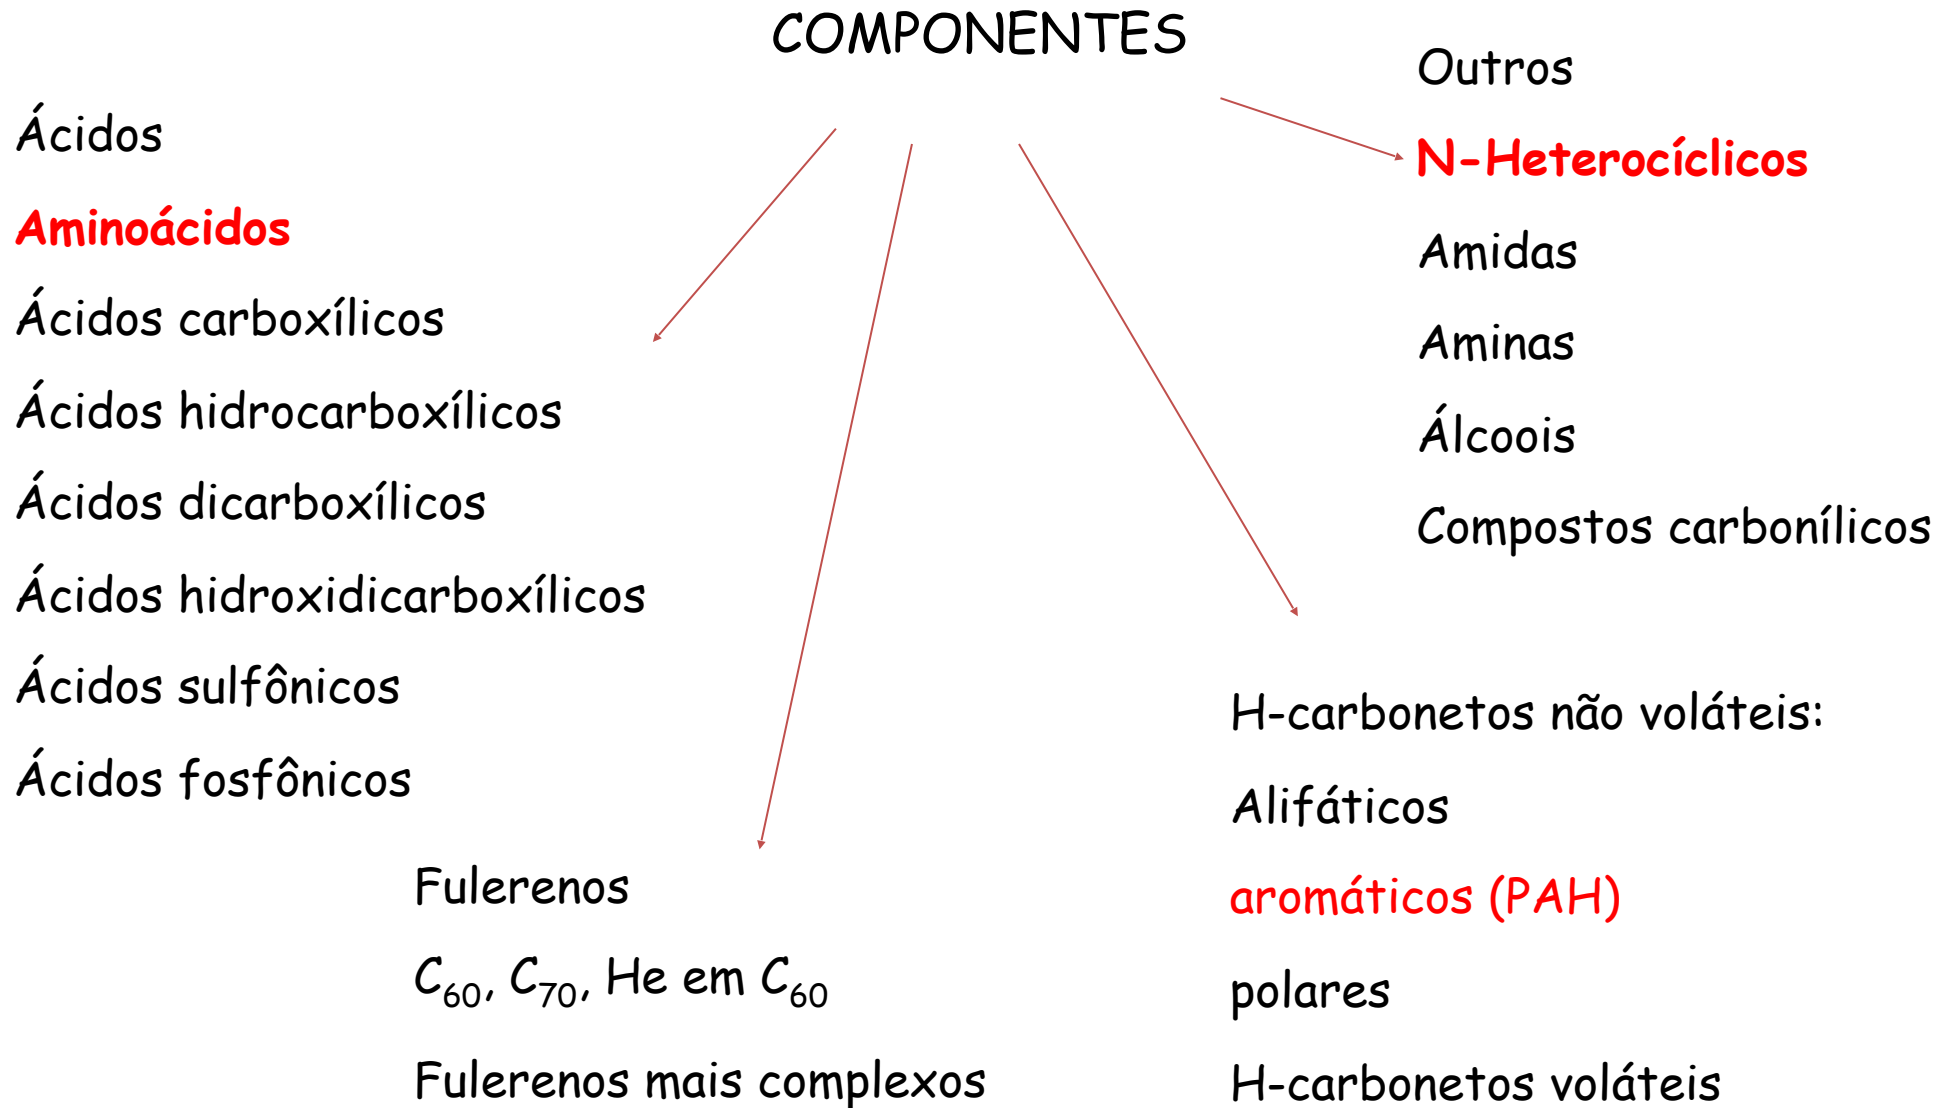 COMPONENTES
Ácidos
Aminoácidos
Ácidos carboxílicos
Ácidos hidrocarboxílicos
Ácidos dicarboxílicos
Ácidos hidroxidicarboxílicos
Ácidos sulfônicos
Ácidos fosfônicos
Fulerenos
C₆₀, C₇₀, He em C₆₀
Fulerenos mais complexos
Outros
N-Heterocíclicos
Amidas
Aminas
Álcoois
Compostos carbonílicos
H-carbonetos não voláteis:
Alifáticos
aromáticos (PAH)
polares
H-carbonetos voláteis